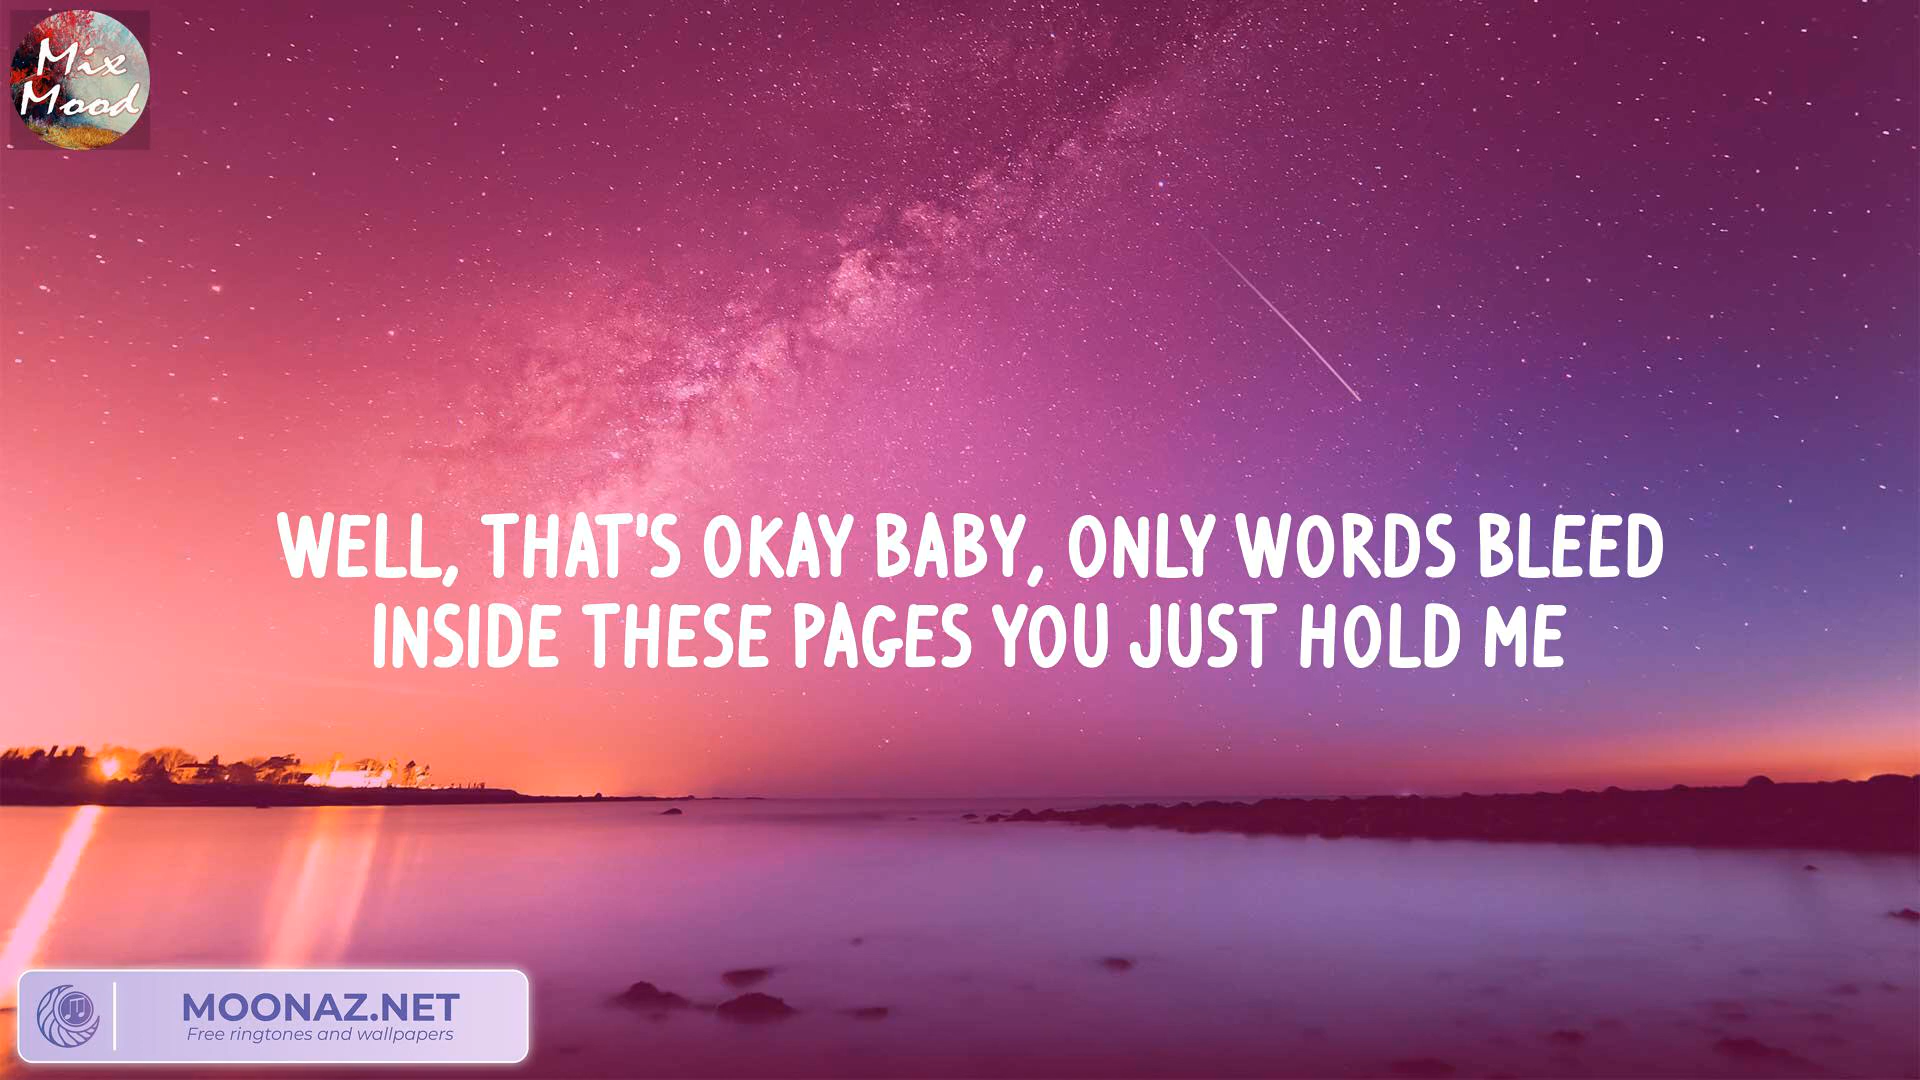 Mix
Mood
WELL, THAT'S OKAY BABY, ONLY WORDS BLEED
INSIDE THESE PAGES YOU JUST HOLD ME
MOONAZ.NET
Free ringtones and wallpapers